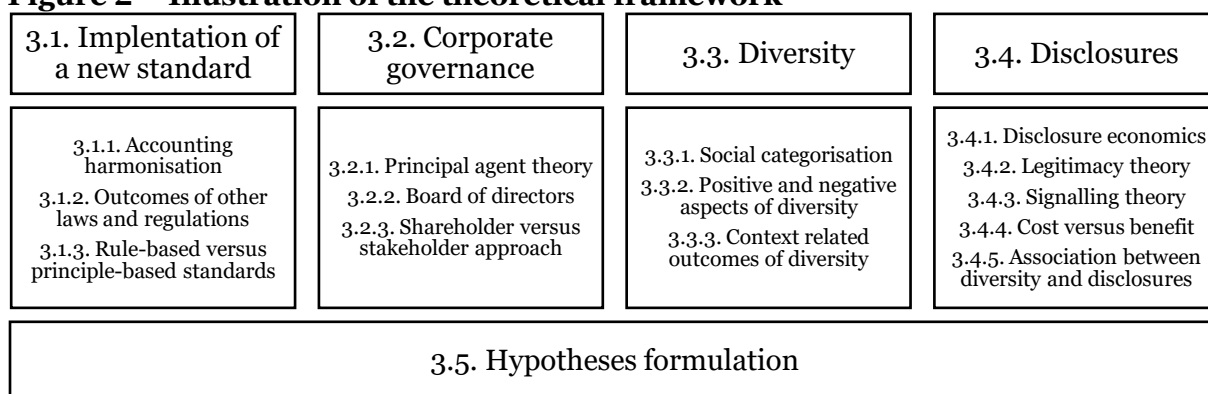 Figure 2 – Illustration of the theoretical framework
3.1. Implentation of
a new standard
3.2. Corporate
governance
3.3. Diversity
3.4. Disclosures
3.1.1. Accounting
harmonisation
3.1.2. Outcomes of other
laws and regulations
3.1.3. Rule-based versus
principle-based standards
3.2.1. Principal agent theory
3.2.2. Board of directors
3.2.3. Shareholder versus
stakeholder approach
3.3.1. Social categorisation
3.3.2. Positive and negative
aspects of diversity
3.3.3. Context related
outcomes of diversity
3.4.1. Disclosure economics
3.4.2. Legitimacy theory
3.4.3. Signalling theory
3.4.4. Cost versus benefit
3.4.5. Association between
diversity and disclosures
3.5. Hypotheses formulation